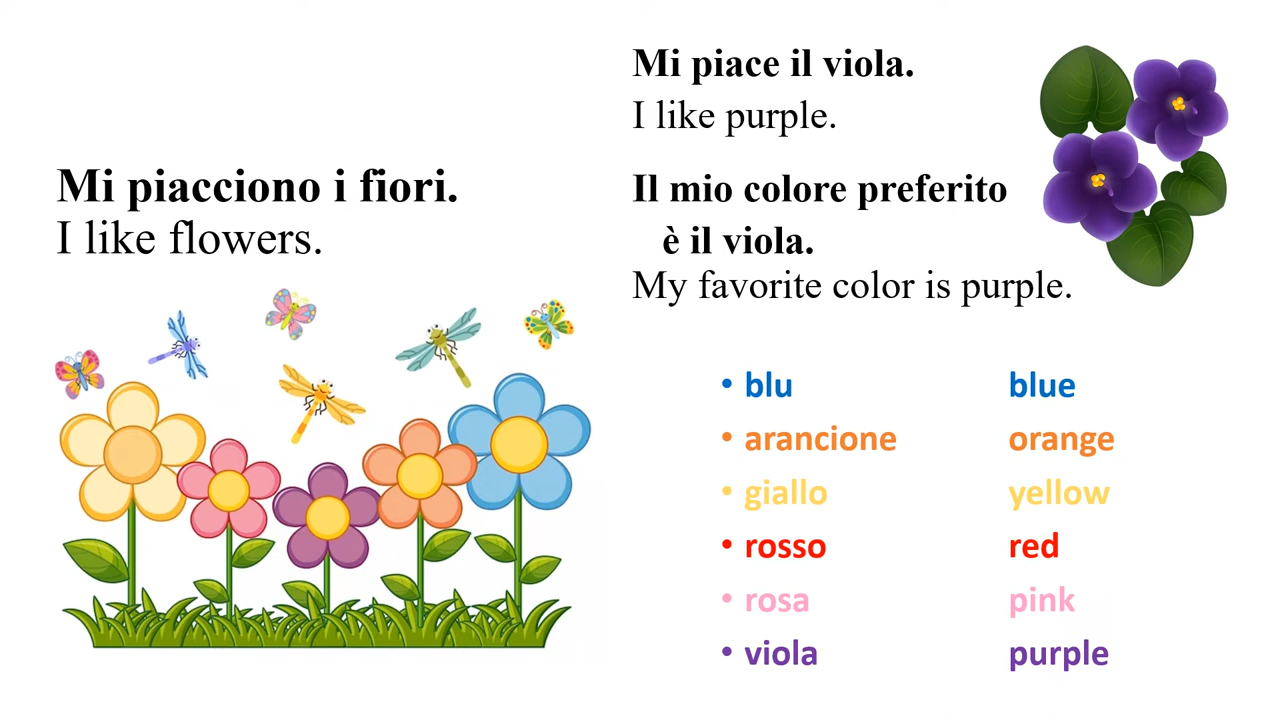 Mi piacciono i fiori.
I like flowers.
Mi piace il viola.
I like purple.
Il mio colore preferito
è il viola.
My favorite color is purple.
• blu blue
• arancione orange
• giallo yellow
• rosso red
• rosa pink
• viola purple